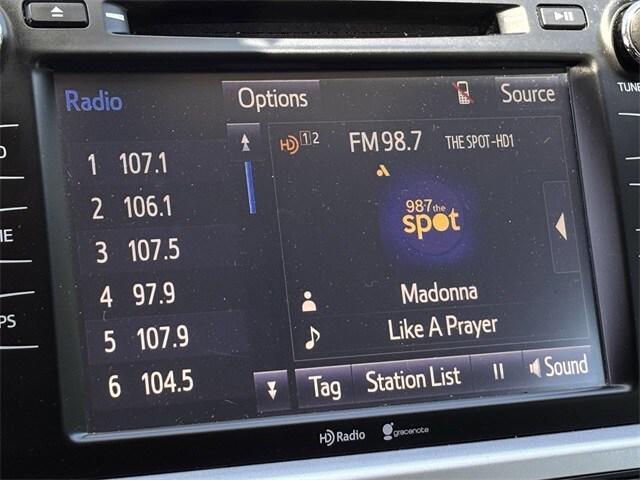 TUNE
Radio
Options
Source
HD 1 2
FM 98.7
THE SPOT-HD1
1 107.1
2 106.1
3 107.5
4 97.9
5 107.9
6 104.5
987 the
spot
Madonna
Like A Prayer
Tag
Station List
Sound
HD Radio
gracenote